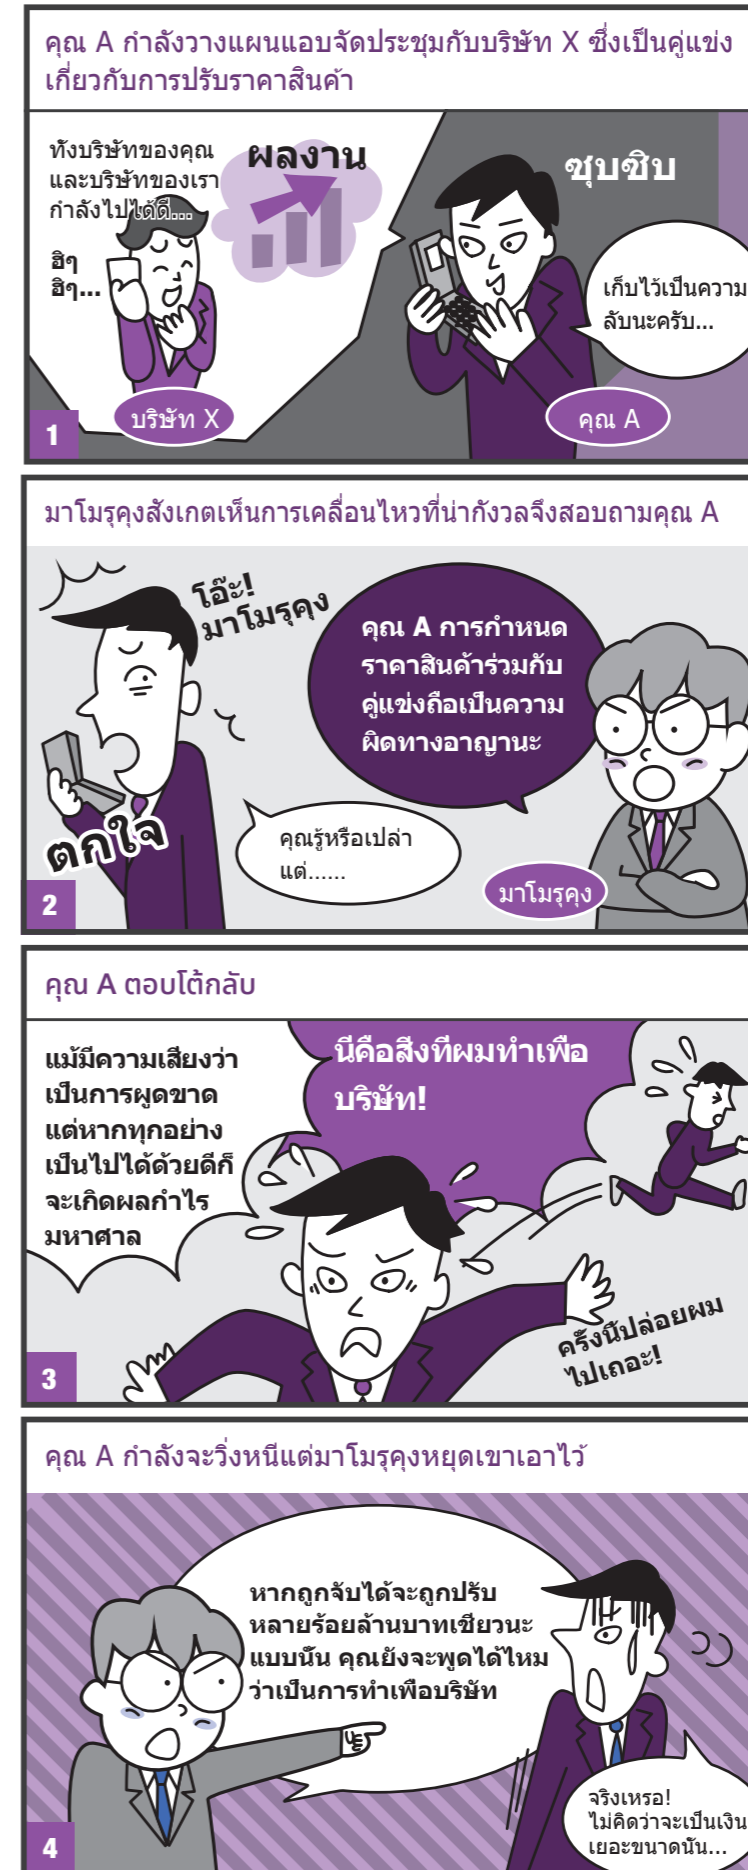 คุณ A กำลังวางแผนแอบจัดประชุมกับบริษัท X ซึ่งเป็นคู่แข่ง
เกี่ยวกับการปรับราคาสินค้า
ทั้งบริษัทของคุณ
และบริษัทของเรา
กำลังไปได้ดี...
ฮิๆ
ฮิๆ...
ผลงาน
ซุบซิบ
เก็บไว้เป็นความ
ลับนะครับ...
บริษัท X
คุณ A
1
มาโมรุคุงสังเกตเห็นการเคลื่อนไหวที่น่ากังวลจึงสอบถามคุณ A
โอ๊ะ!
มาโมรุคุง
คุณ A การกำหนด
ราคาสินค้าร่วมกับ
คู่แข่งถือเป็นความ
ผิดทางอาญานะ
ตกใจ
คุณรู้หรือเปล่า
แต่......
มาโมรุคุง
2
คุณ A ตอบโต้กลับ
แม้มีความเสี่ยงว่า
เป็นการผูกขาด
แต่หากทุกอย่าง
เป็นไปได้ด้วยดีก็
จะเกิดผลกำไร
มหาศาล
นี่คือสิ่งที่ผมทำเพื่อ
บริษัท!
ครั้งนี้ปล่อยผม
ไปเถอะ!
3
คุณ A กำลังจะวิ่งหนีแต่มาโมรุคุงหยุดเขาเอาไว้
หากถูกจับได้จะถูกปรับ
หลายร้อยล้านบาทเชียวนะ
แบบนั้น คุณยังจะพูดได้ไหม
ว่าเป็นการทำเพื่อบริษัท
จริงเหรอ!
ไม่คิดว่าจะเป็นเงิน
เยอะขนาดนั้น...
4